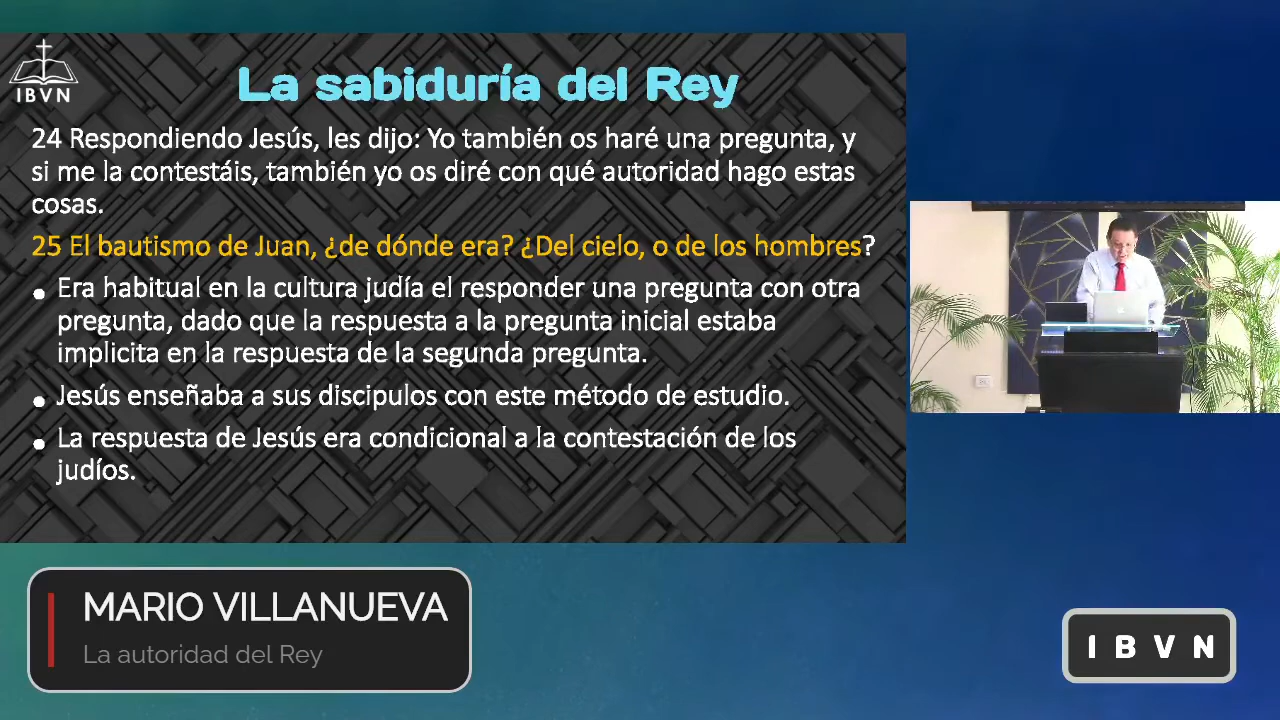 IBVN
La sabiduría del Rey
24 Respondiendo Jesús, les dijo: Yo también os haré una pregunta, y
si me la contestáis, también yo os diré con qué autoridad hago estas
cosas.
25 El bautismo de Juan, ¿de dónde era? ¿Del cielo, o de los hombres?
• Era habitual en la cultura judía el responder una pregunta con otra
pregunta, dado que la respuesta a la pregunta inicial estaba
implicita en la respuesta de la segunda pregunta.
• Jesús enseñaba a sus discipulos con este método de estudio.
• La respuesta de Jesús era condicional a la contestación de los
judíos.
MARIO VILLANUEVA
La autoridad del Rey
IBVN